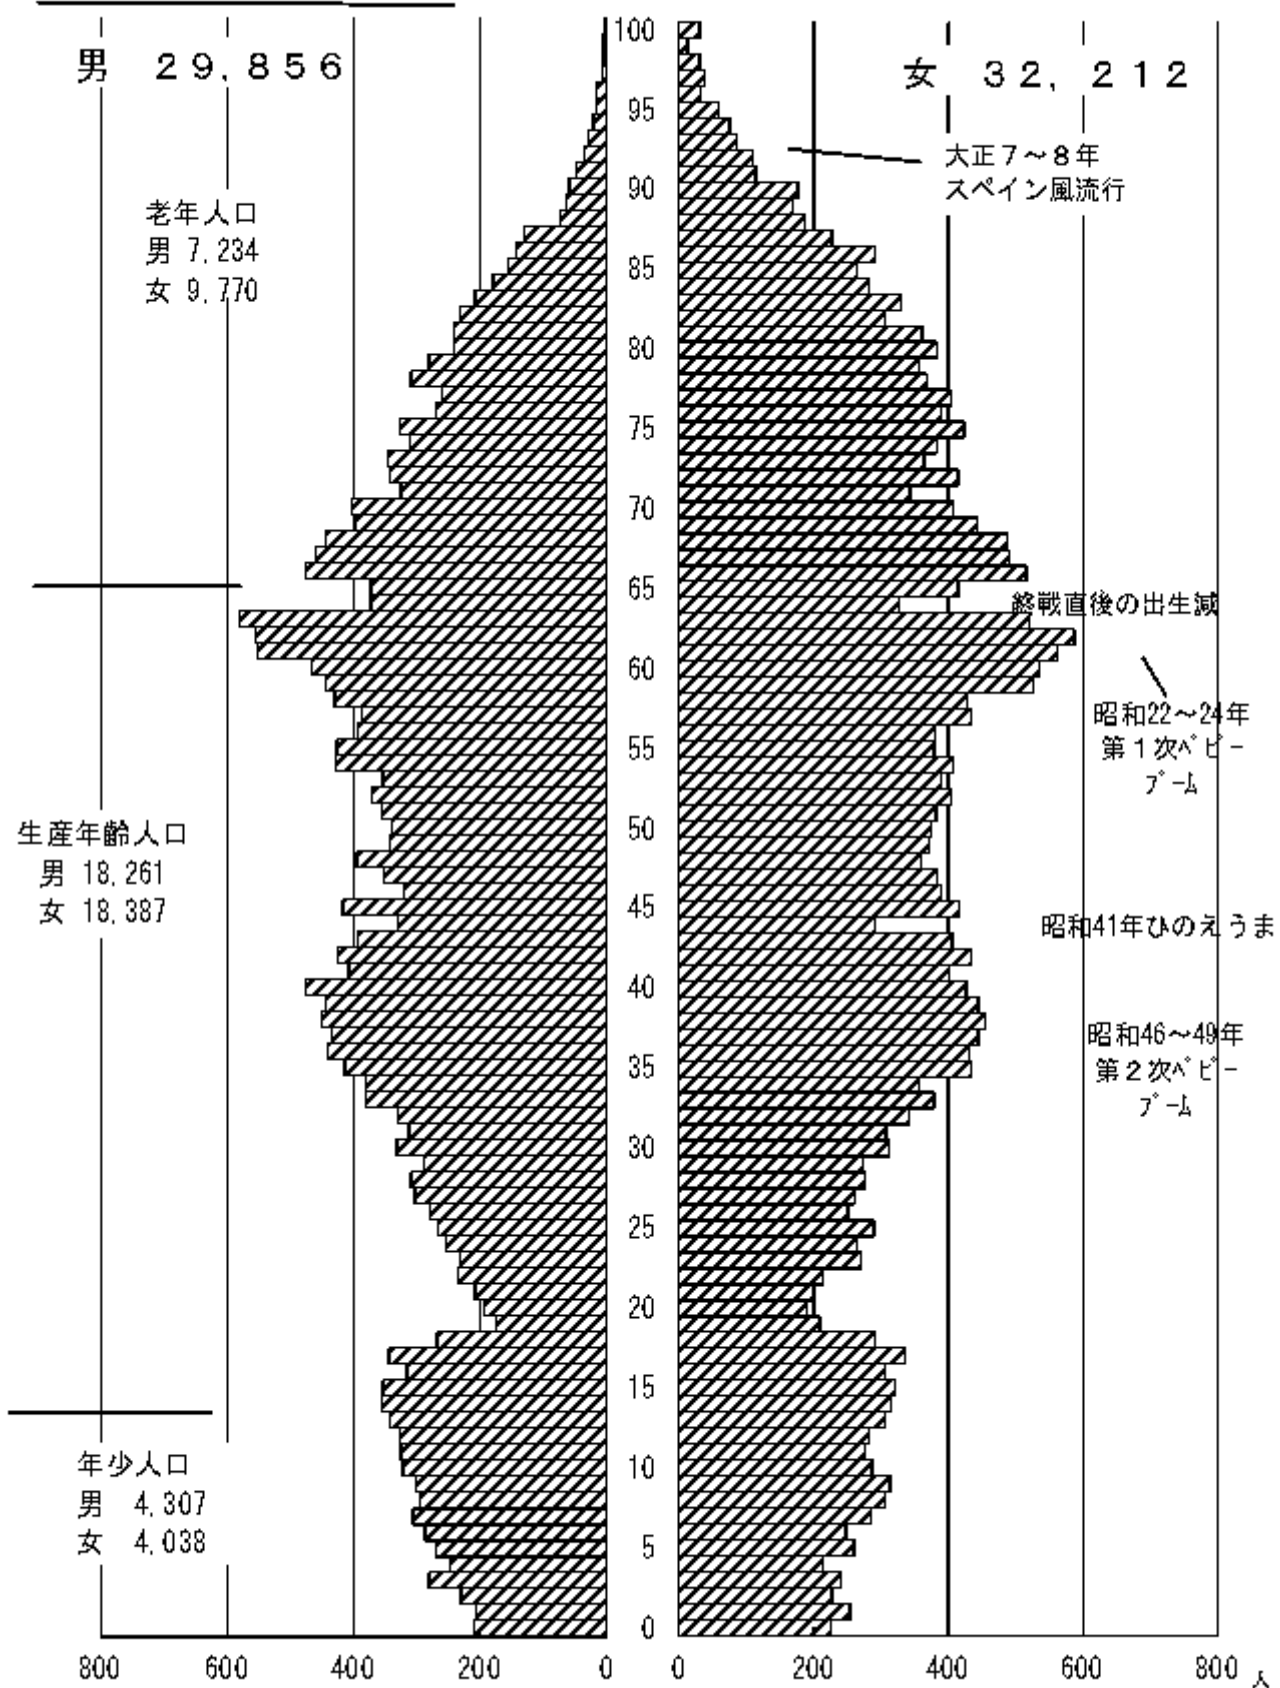 男 ２９，８５６
女 ３２，２１２
大正７～８年
スペイン風流行
老年人口
男 7,234
女 9,770
終戦直後の出生減
昭和22～24年
第１次ﾍﾞﾋﾞｰ
ﾌﾞｰﾑ
生産年齢人口
男 18,261
女 18,387
昭和41年ひのえうま
昭和46～49年
第２次ﾍﾞﾋﾞｰ
ﾌﾞｰﾑ
年少人口
男 4,307
女 4,038
100
95
90
85
80
75
70
65
60
55
50
45
40
35
30
25
20
15
10
5
0
800 600 400 200 0 0 200 400 600 800 人